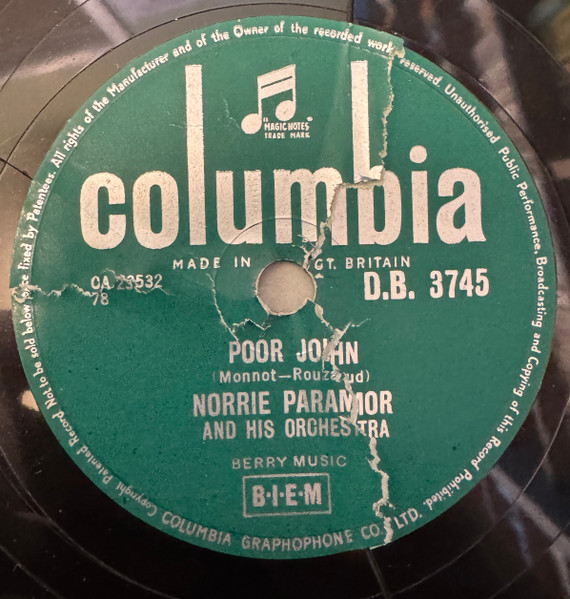 Not to be sold below price fixed by Patentees. All rights of the Manufacturer and of the Owner of the recorded work reserved. Unauthorised Public Performance, Broadcasting and Copying of this Record Prohibited.
"MAGIC NOTES"
TRADE MARK
columbia
MADE IN GT. BRITAIN
CA 23532
78
D.B. 3745
POOR JOHN
(Monnot—Rouzaud)
NORRIE PARAMOR
AND HIS ORCHESTRA
BERRY MUSIC
B·I·E·M
Copyright Patented Record
COLUMBIA GRAPHOPHONE CO. LTD.